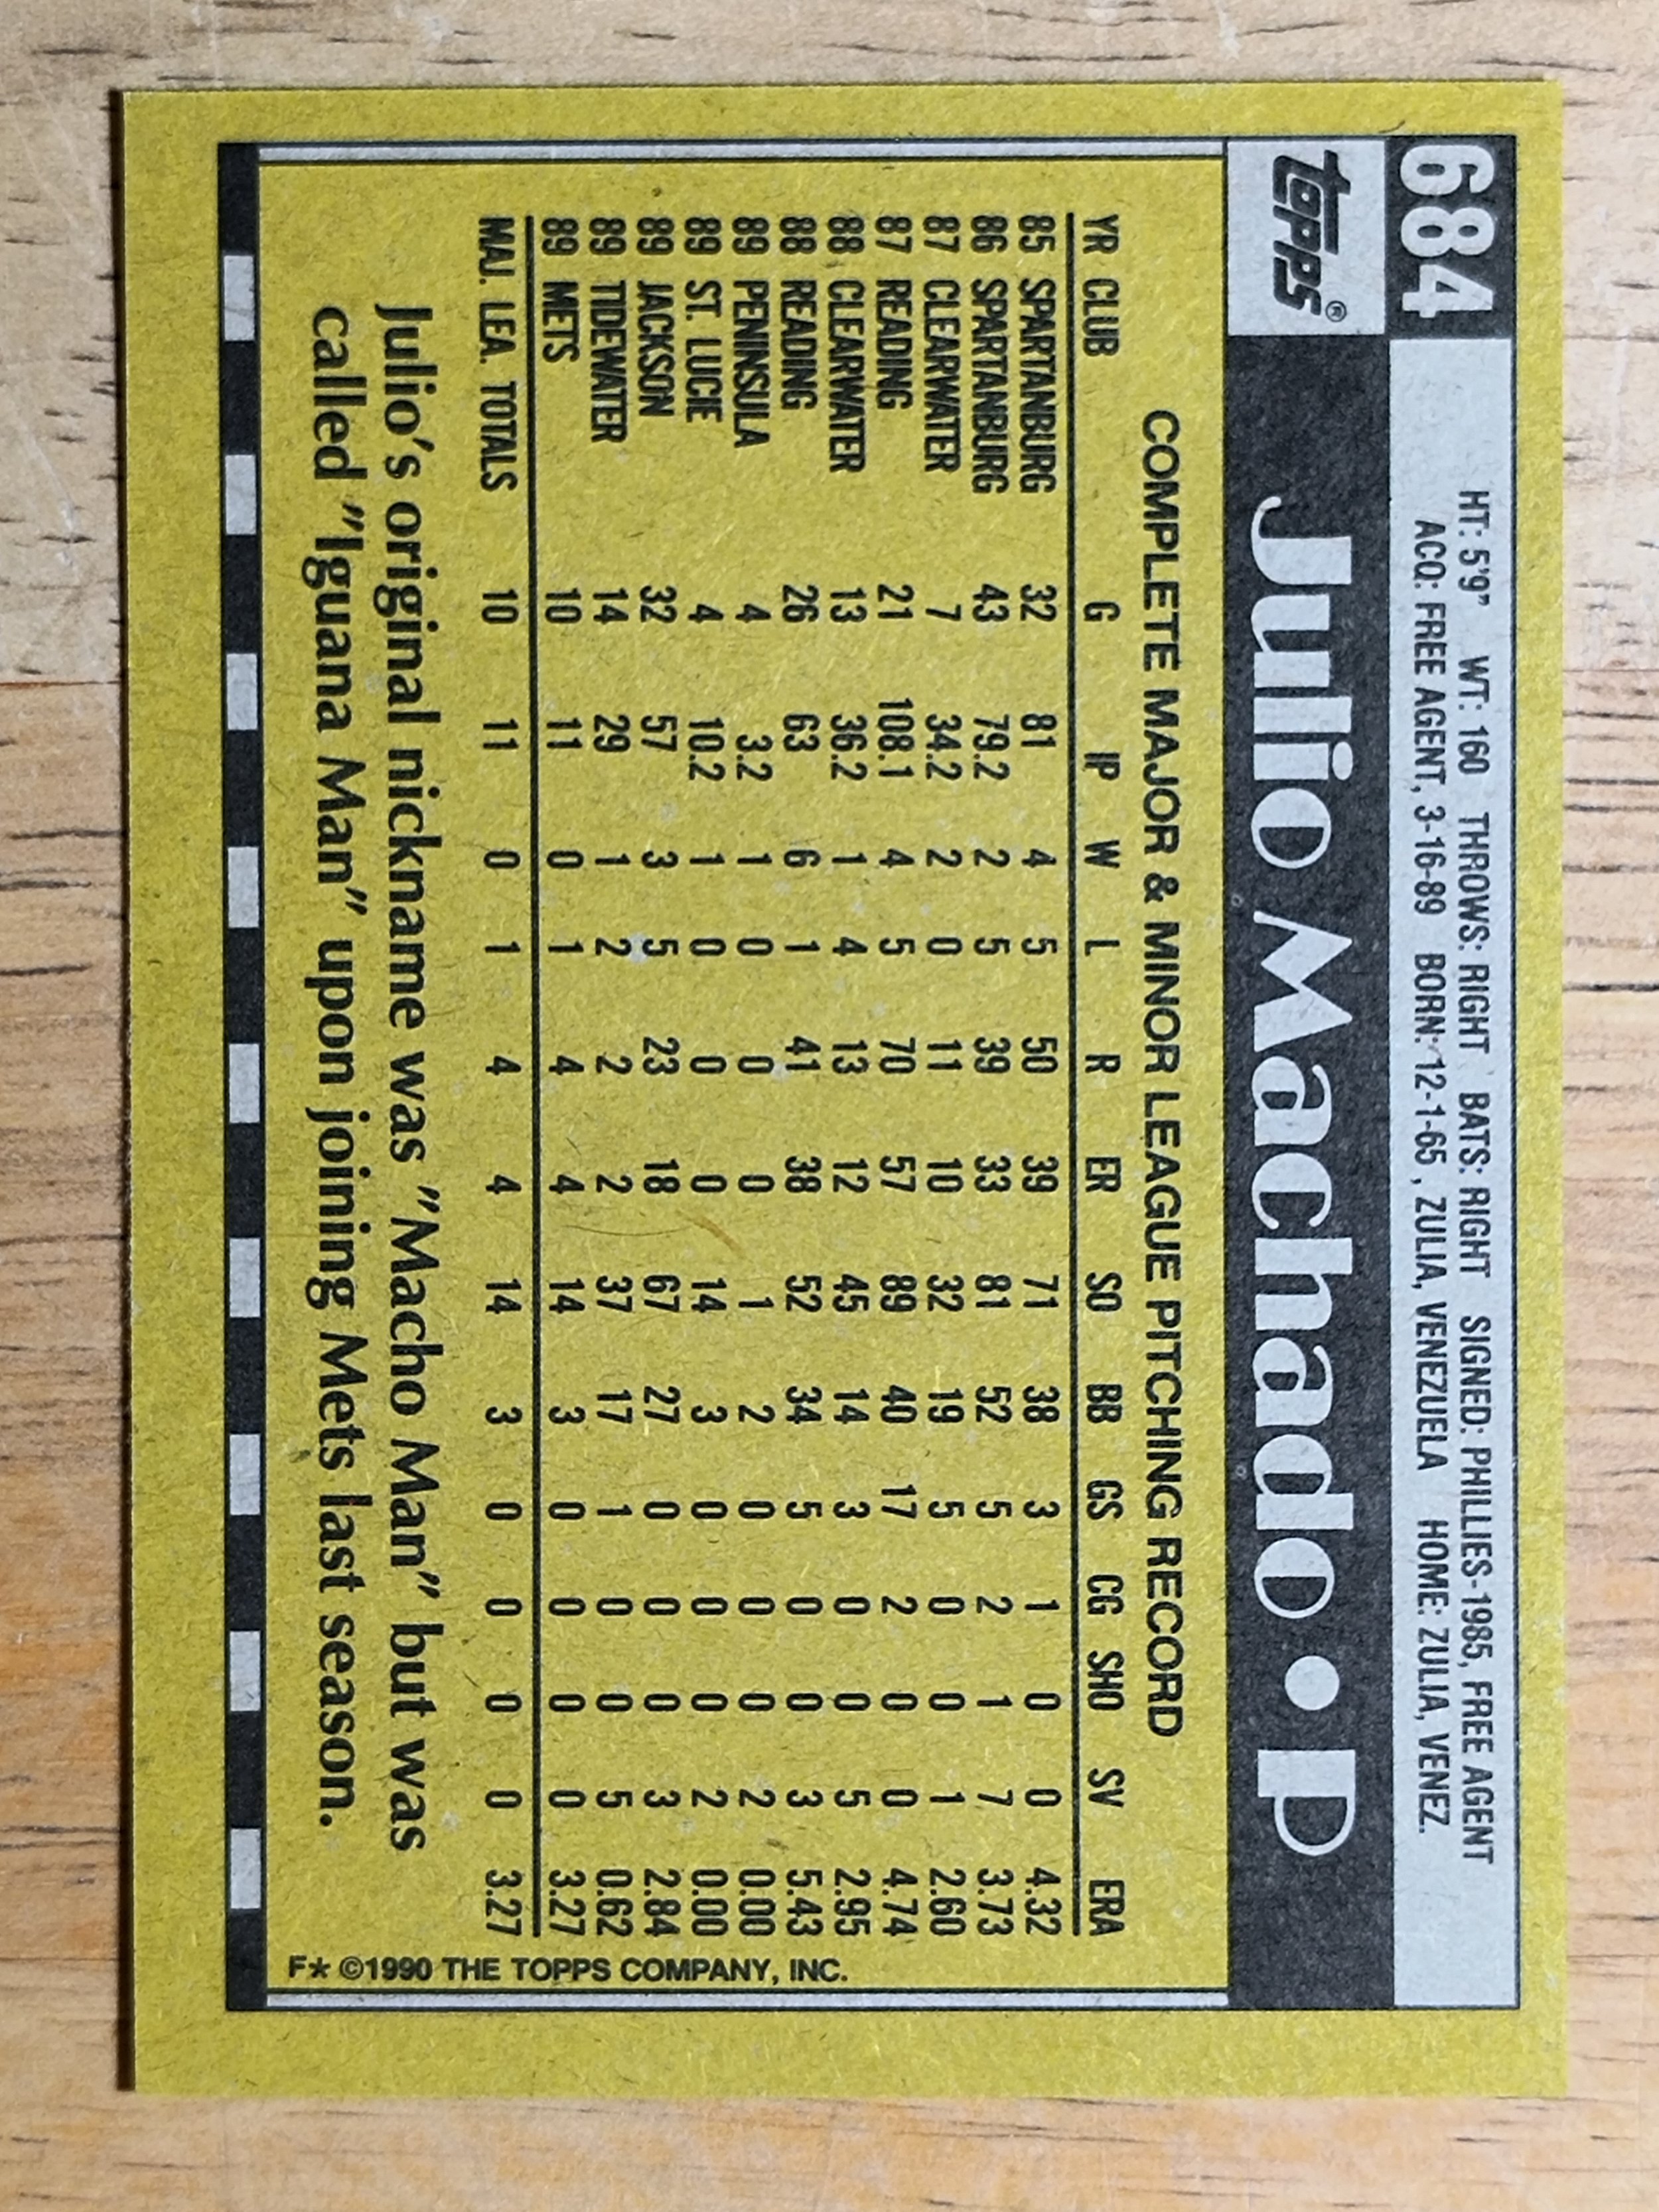 684 HT: 5'9" WT: 160 THROWS: RIGHT BATS: RIGHT SIGNED: PHILLIES-1985, FREE AGENT
ACQ: FREE AGENT, 3-16-89 BORN: 12-1-65, ZULIA, VENEZUELA HOME: ZULIA, VENEZ.
topps® Julio Machado • P
COMPLETE MAJOR & MINOR LEAGUE PITCHING RECORD
YR CLUB G IP W L R ER SO BB GS CG SHO SV ERA
85 SPARTANBURG 32 81 4 5 50 39 71 38 3 1 0 0 4.32
86 SPARTANBURG 43 79.2 2 5 39 33 81 52 5 2 1 7 3.73
87 CLEARWATER 7 34.2 2 0 11 10 32 19 5 0 0 1 2.60
87 READING 21 108.1 4 5 70 57 89 40 17 2 0 0 4.74
88 CLEARWATER 13 36.2 1 4 13 12 45 14 3 0 0 5 2.95
88 READING 26 63 6 1 41 38 52 34 5 0 0 3 5.43
89 PENINSULA 4 3.2 1 0 0 0 1 2 0 0 0 2 0.00
89 ST. LUCIE 4 10.2 1 0 0 0 14 3 0 0 0 2 0.00
89 JACKSON 32 57 3 5 23 18 67 27 0 0 0 3 2.84
89 TIDEWATER 14 29 1 2 2 2 37 17 1 0 0 5 0.62
89 METS 10 11 0 1 4 4 14 3 0 0 0 0 3.27
MAJ. LEA. TOTALS 10 11 0 1 4 4 14 3 0 0 0 0 3.27
Julio's original nickname was "Macho Man" but was
called "Iguana Man" upon joining Mets last season.
F* ©1990 THE TOPPS COMPANY, INC.